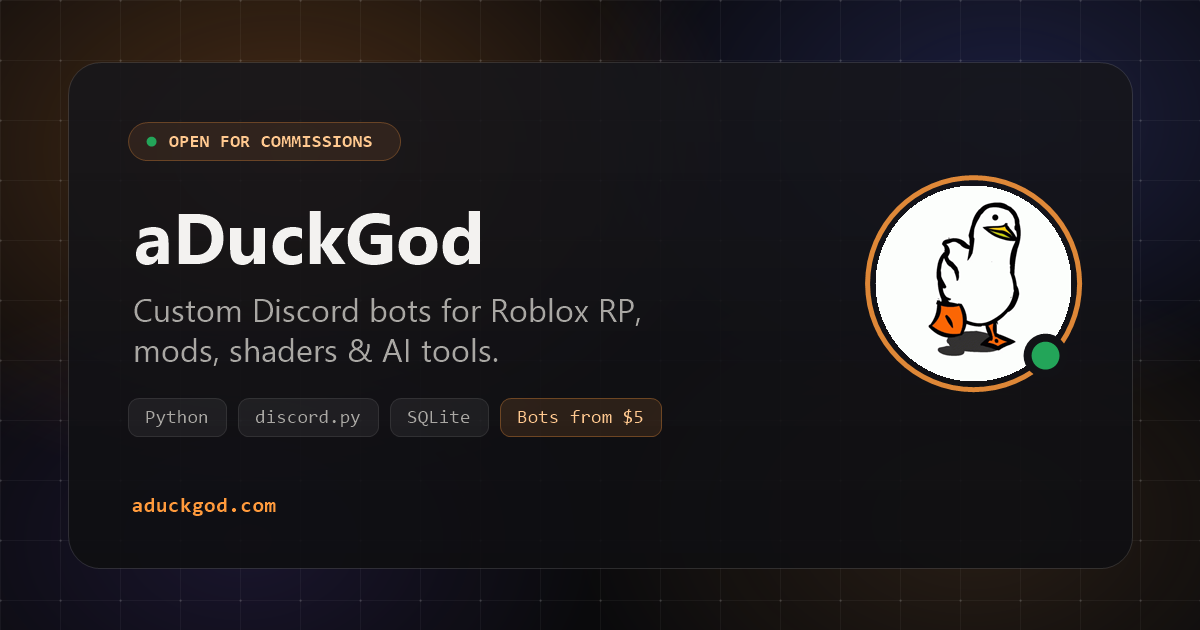 OPEN FOR COMMISSIONS
aDuckGod
Custom Discord bots for Roblox RP,
mods, shaders & AI tools.
Python discord.py SQLite Bots from $5
aduckgod.com